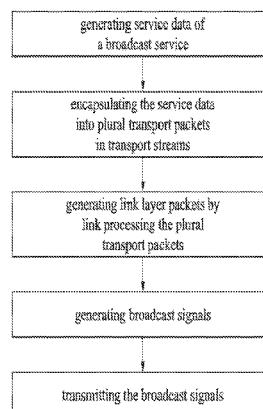 generating service data of
a broadcast service
encapsulating the service data
into plural transport packets
in transport streams
generating link layer packets by
link processing the plural
transport packets
generating broadcast signals
transmitting the broadcast signals